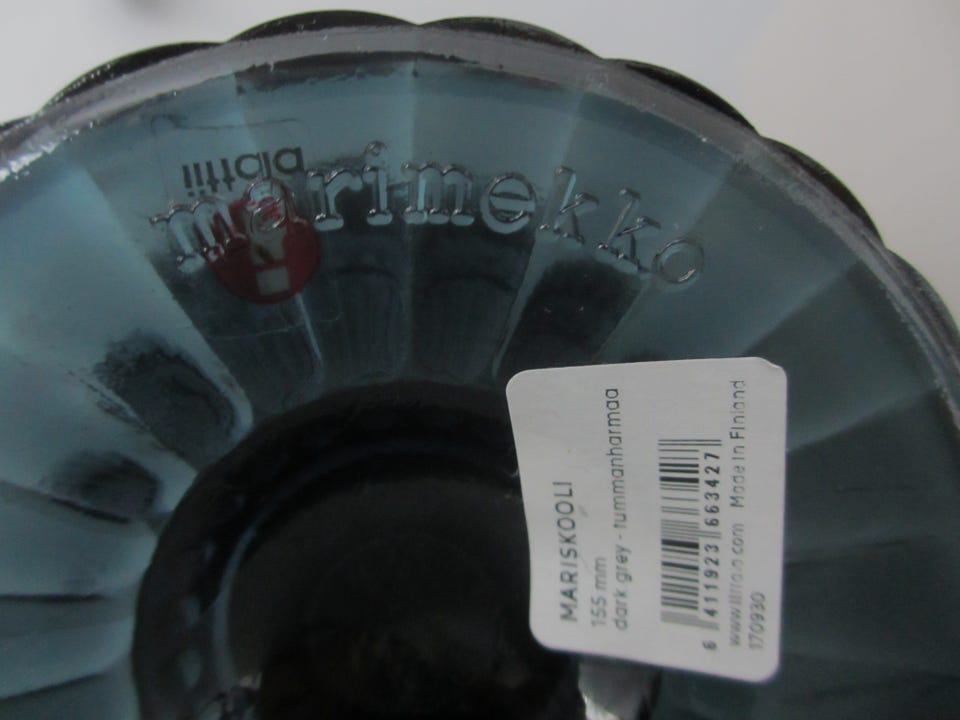 iittala
marimekko
MARISKOOLI
155 mm
dark grey - tummanharmaa
6 411923 663427
www.iittala.com Made in Finland
170930